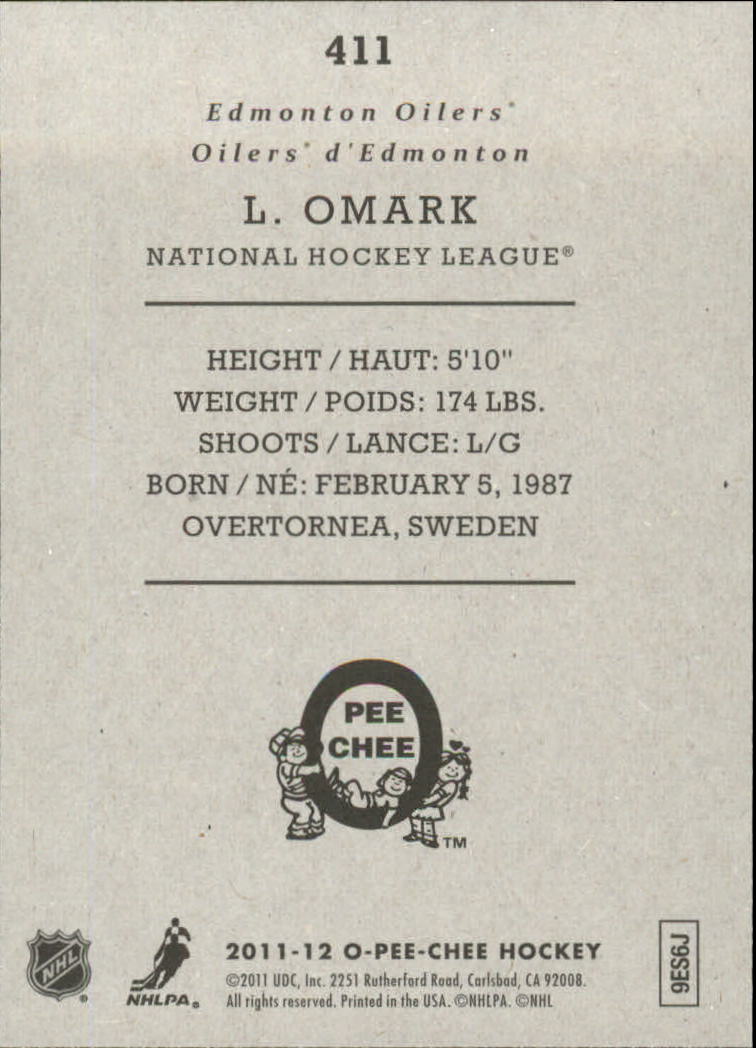 411
Edmonton Oilers®
Oilers® d'Edmonton
L. OMARK
NATIONAL HOCKEY LEAGUE®
HEIGHT / HAUT: 5'10"
WEIGHT / POIDS: 174 LBS.
SHOOTS / LANCE: L/G
BORN / NÉ: FEBRUARY 5, 1987
OVERTORNEA, SWEDEN
O
PEE
CHEE
TM
NHL®
NHLPA®
2011-12 O-PEE-CHEE HOCKEY
©2011 UDC, Inc. 2251 Rutherford Road, Carlsbad, CA 92008.
All rights reserved. Printed in the USA. ©NHLPA. ©NHL
9ES6J